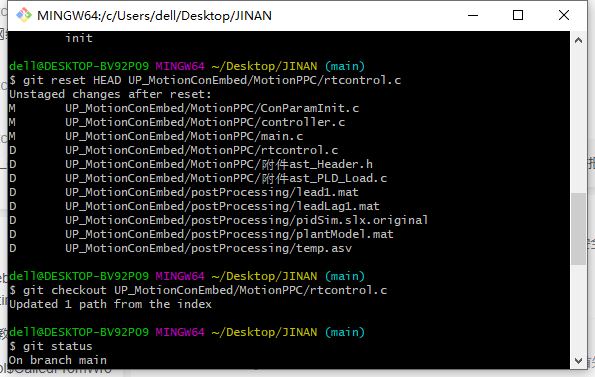 MINGW64:/c/Users/dell/Desktop/JINAN
init
dell@DESKTOP-BV92PO9 MINGW64 ~/Desktop/JINAN (main)
$ git reset HEAD UP_MotionConEmbed/MotionPPC/rtcontrol.c
Unstaged changes after reset:
M UP_MotionConEmbed/MotionPPC/ConParamInit.c
M UP_MotionConEmbed/MotionPPC/controller.c
M UP_MotionConEmbed/MotionPPC/main.c
D UP_MotionConEmbed/MotionPPC/rtcontrol.c
D UP_MotionConEmbed/MotionPPC/附件ast_Header.h
D UP_MotionConEmbed/MotionPPC/附件ast_PLD_Load.c
D UP_MotionConEmbed/postProcessing/lead1.mat
D UP_MotionConEmbed/postProcessing/leadLag1.mat
D UP_MotionConEmbed/postProcessing/pidSim.slx.original
D UP_MotionConEmbed/postProcessing/plantModel.mat
D UP_MotionConEmbed/postProcessing/temp.asv
dell@DESKTOP-BV92PO9 MINGW64 ~/Desktop/JINAN (main)
$ git checkout UP_MotionConEmbed/MotionPPC/rtcontrol.c
Updated 1 path from the index
dell@DESKTOP-BV92PO9 MINGW64 ~/Desktop/JINAN (main)
$ git status
On branch main